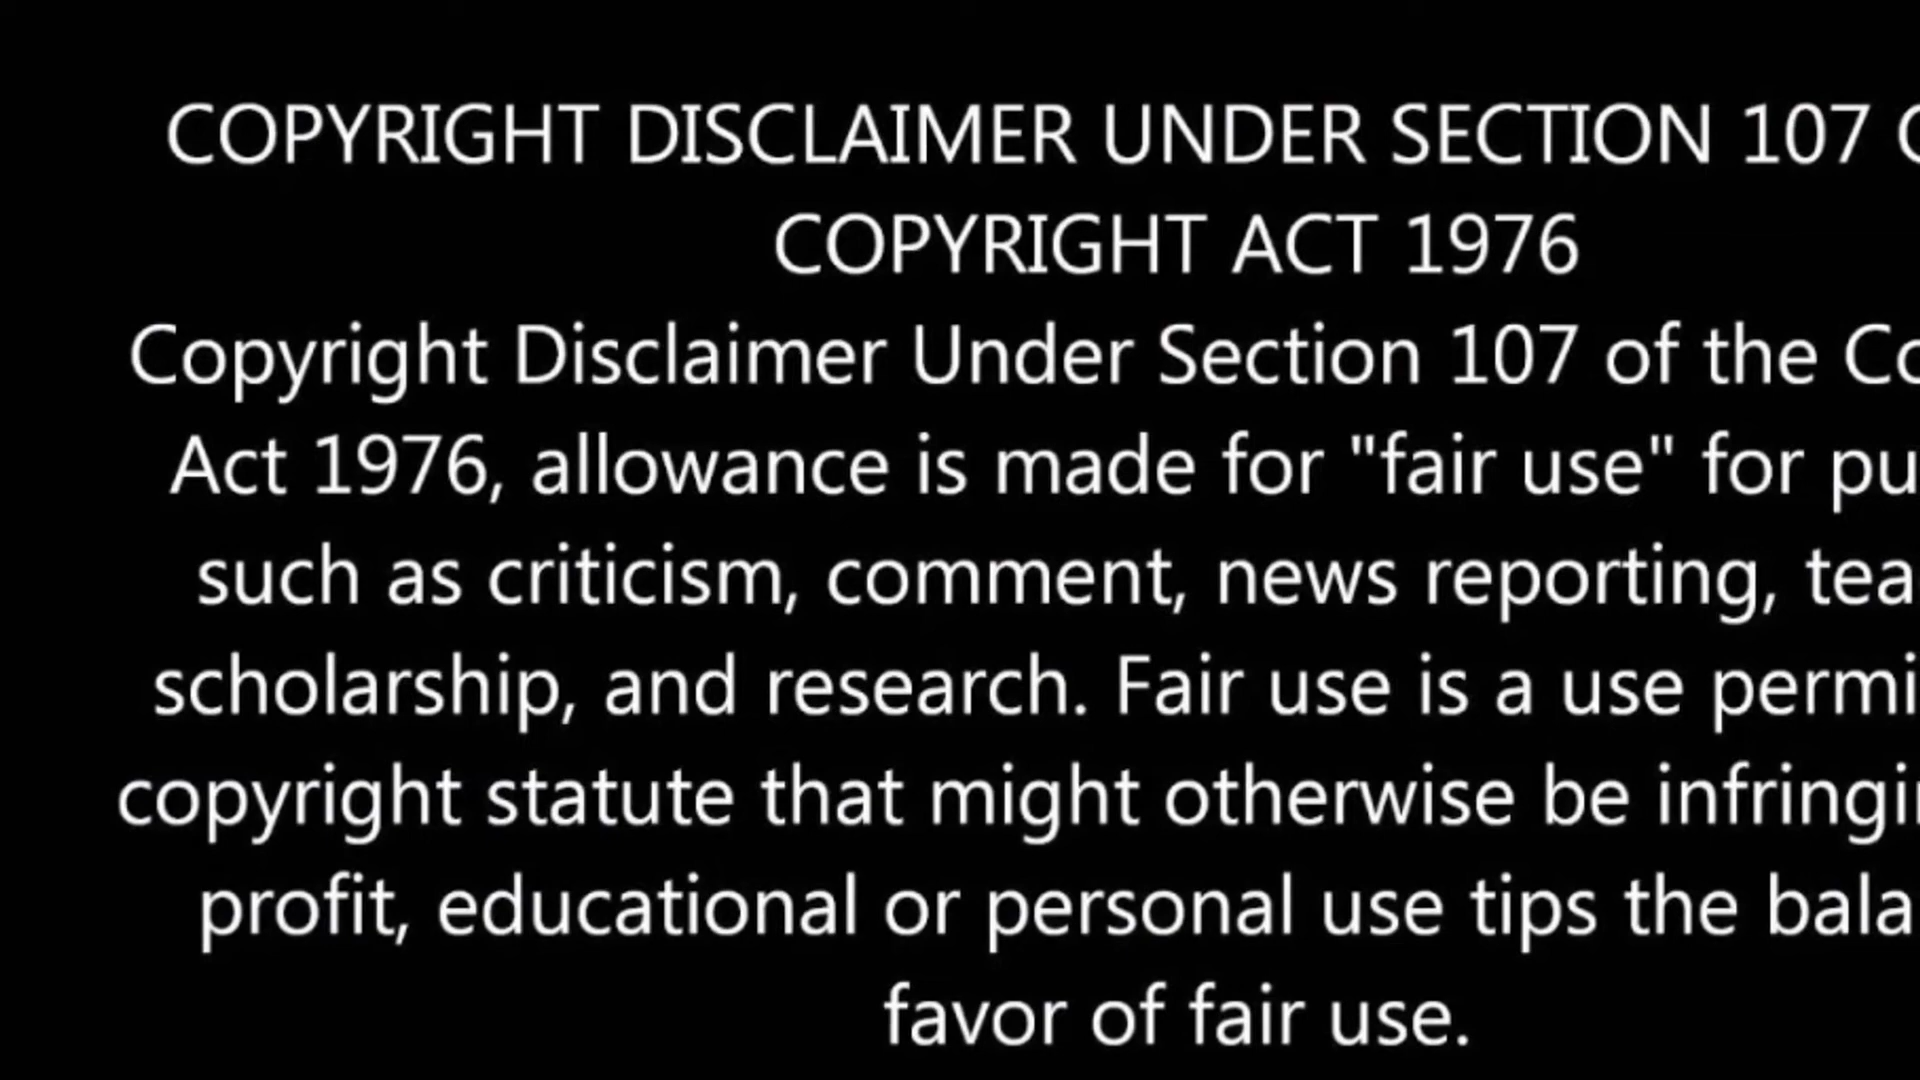 COPYRIGHT DISCLAIMER UNDER SECTION 107
COPYRIGHT ACT 1976
Copyright Disclaimer Under Section 107 of the
Act 1976, allowance is made for "fair use" for
such as criticism, comment, news reporting,
scholarship, and research. Fair use is a use
copyright statute that might otherwise be
profit, educational or personal use tips the
favor of fair use.